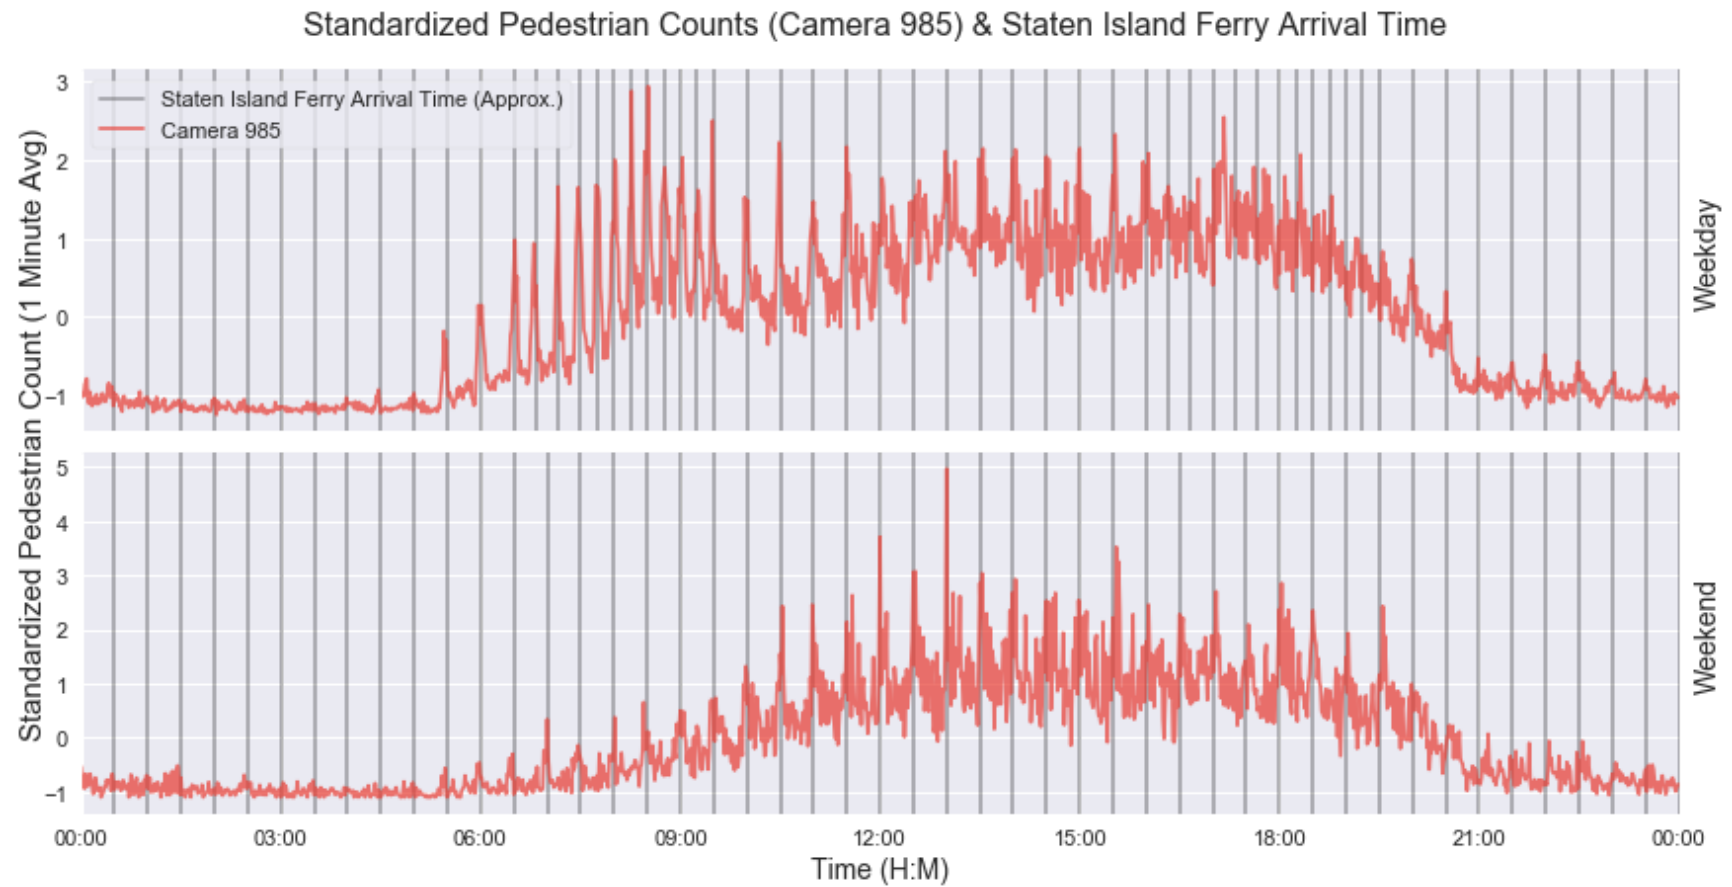 Standardized Pedestrian Counts (Camera 985) & Staten Island Ferry Arrival Time
Standardized Pedestrian Count (1 Minute Avg)
3
2
1
0
−1
Staten Island Ferry Arrival Time (Approx.)
Camera 985
Weekday
5
4
3
2
1
0
−1
Weekend
00:00 03:00 06:00 09:00 12:00 15:00 18:00 21:00 00:00
Time (H:M)